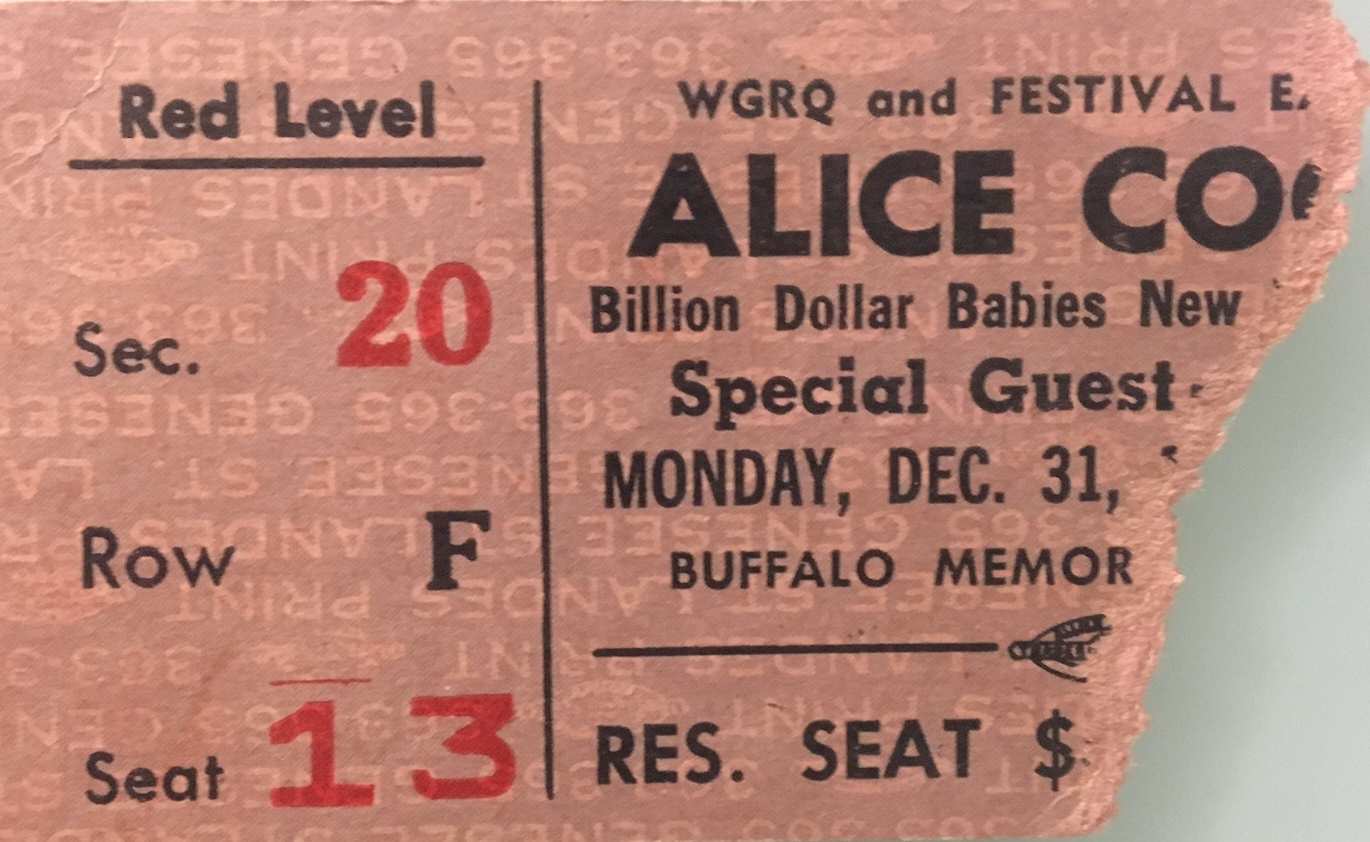 Red Level
Sec. 20
Row F
Seat 13
WGRQ and FESTIVAL E.
ALICE CO
Billion Dollar Babies New
Special Guest
MONDAY, DEC. 31,
BUFFALO MEMOR
RES. SEAT $